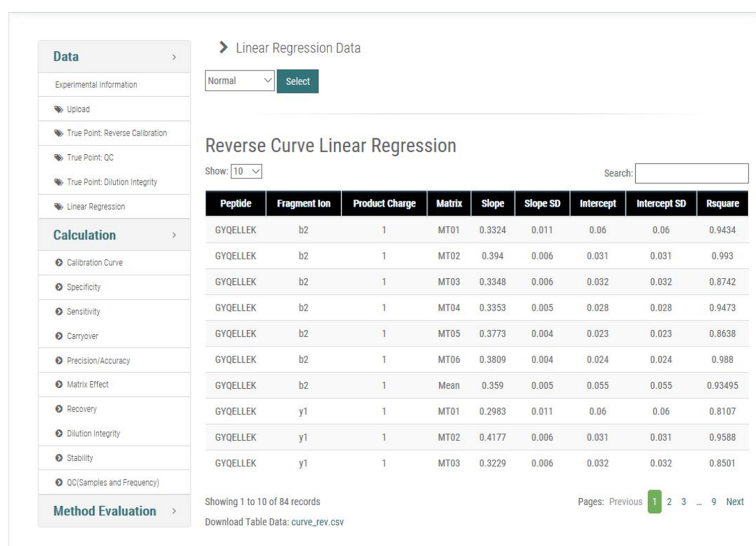 Data
Experimental Information
Upload
True Point: Reverse Calibration
True Point: QC
True Point: Dilution Integrity
Linear Regression
Calculation
Calibration Curve
Specificity
Sensitivity
Carryover
Precision/Accuracy
Matrix Effect
Recovery
Dilution Integrity
Stability
QC(Samples and Frequency)
Method Evaluation
Linear Regression Data
Normal Select
Reverse Curve Linear Regression
Show: 10 Search:
Peptide Fragment Ion Product Charge Matrix Slope Slope SD Intercept Intercept SD Rsquare
GYQELLEK b2 1 MT01 0.3324 0.011 0.06 0.06 0.9434
GYQELLEK b2 1 MT02 0.394 0.006 0.031 0.031 0.993
GYQELLEK b2 1 MT03 0.3348 0.006 0.032 0.032 0.8742
GYQELLEK b2 1 MT04 0.3353 0.005 0.028 0.028 0.9473
GYQELLEK b2 1 MT05 0.3773 0.004 0.023 0.023 0.8638
GYQELLEK b2 1 MT06 0.3809 0.004 0.024 0.024 0.988
GYQELLEK b2 1 Mean 0.359 0.005 0.055 0.055 0.93495
GYQELLEK y1 1 MT01 0.2983 0.011 0.06 0.06 0.8107
GYQELLEK y1 1 MT02 0.4177 0.006 0.031 0.031 0.9588
GYQELLEK y1 1 MT03 0.3229 0.006 0.032 0.032 0.8501
Showing 1 to 10 of 84 records Pages: Previous 1 2 3 ... 9 Next
Download Table Data: curve_rev.csv